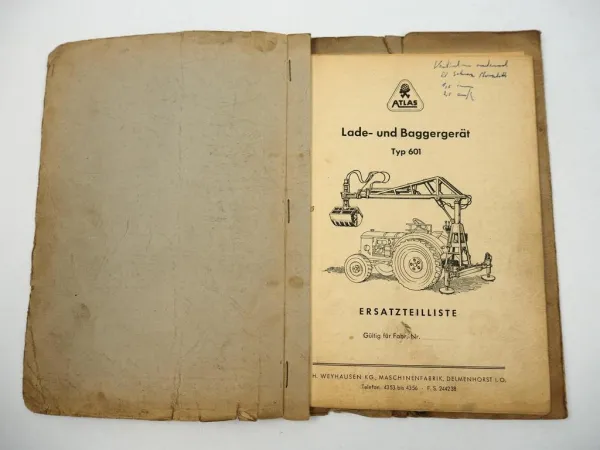 ATLAS
Lade- und Baggergerät
Typ 601
ERSATZTEILLISTE
Gültig für Fabr.-Nr.
H. WEYHAUSEN KG., MASCHINENFABRIK, DELMENHORST i.O.
Telefon: 4353 bis 4356 · F.S. 244238